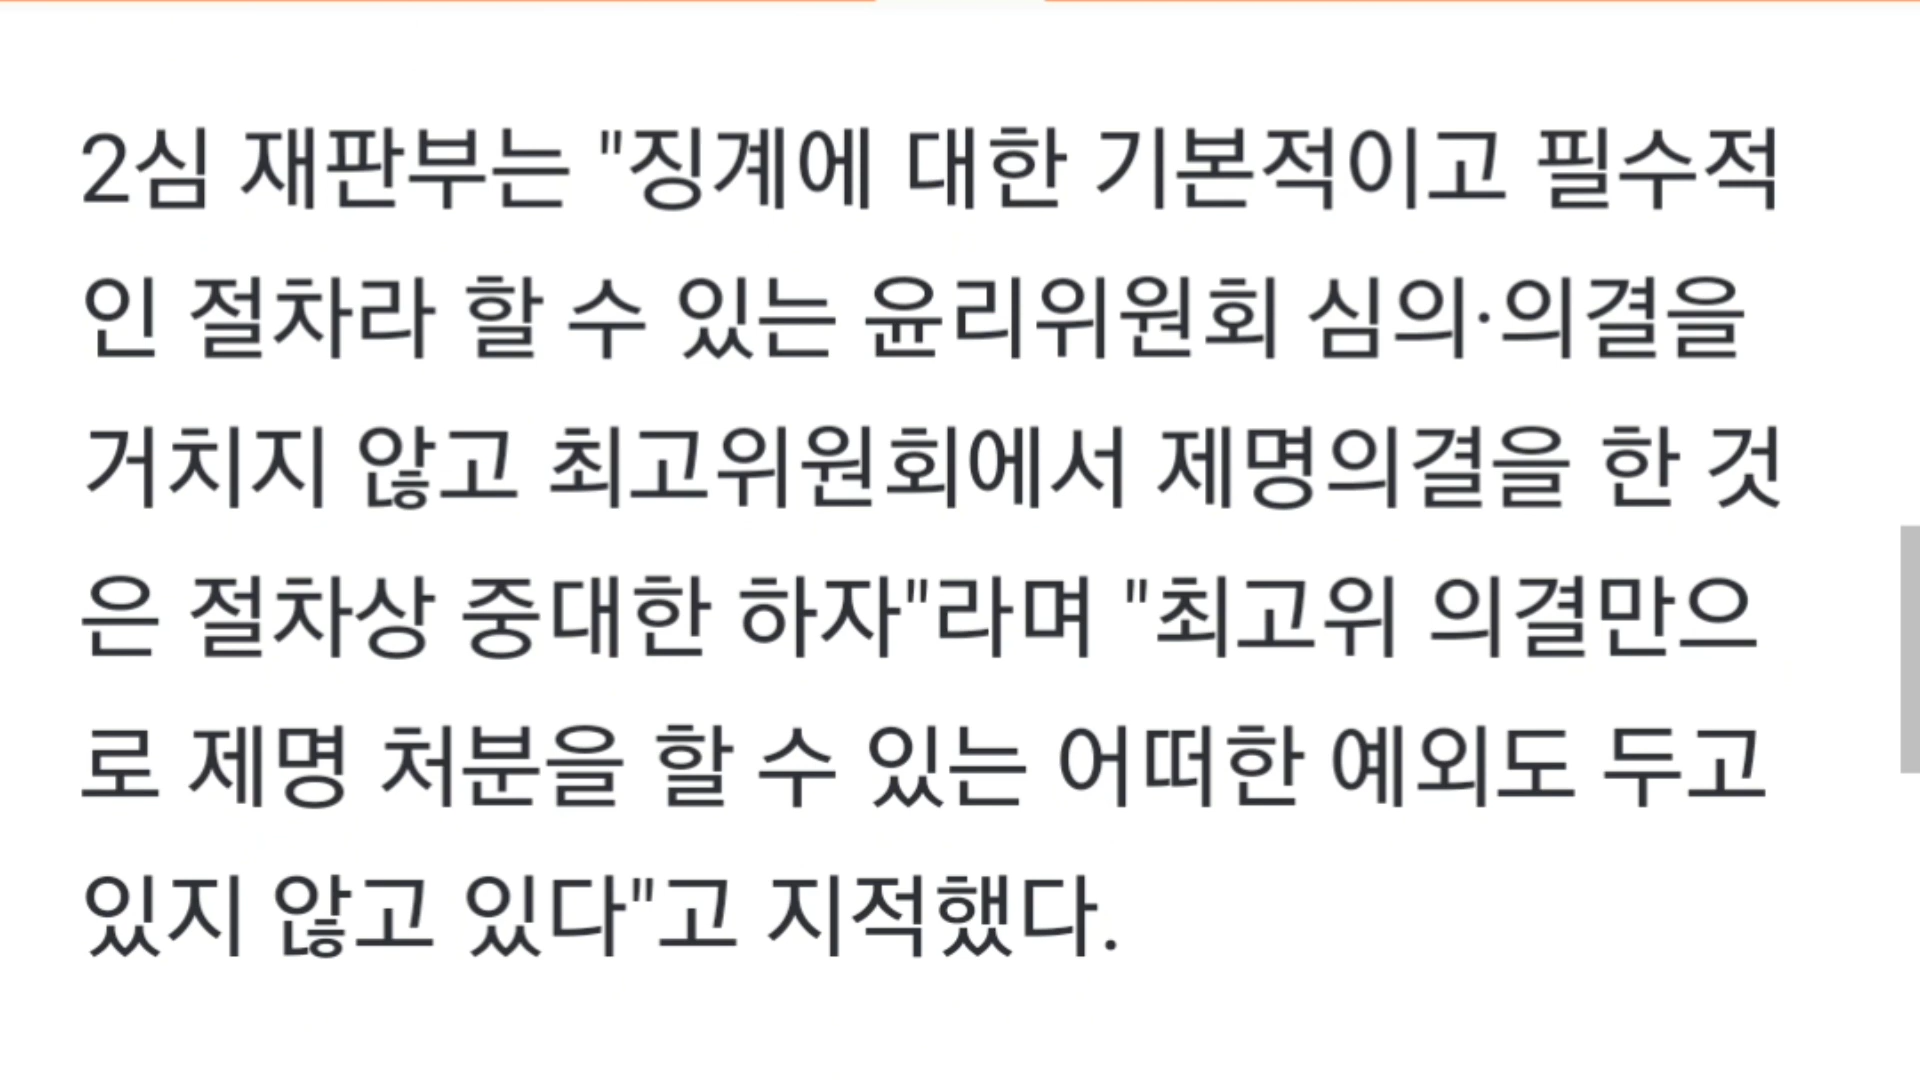 2심 재판부는 "징계에 대한 기본적이고 필수적
인 절차라 할 수 있는 윤리위원회 심의·의결을
거치지 않고 최고위원회에서 제명의결을 한 것
은 절차상 중대한 하자"라며 "최고위 의결만으
로 제명 처분을 할 수 있는 어떠한 예외도 두고
있지 않고 있다"고 지적했다.